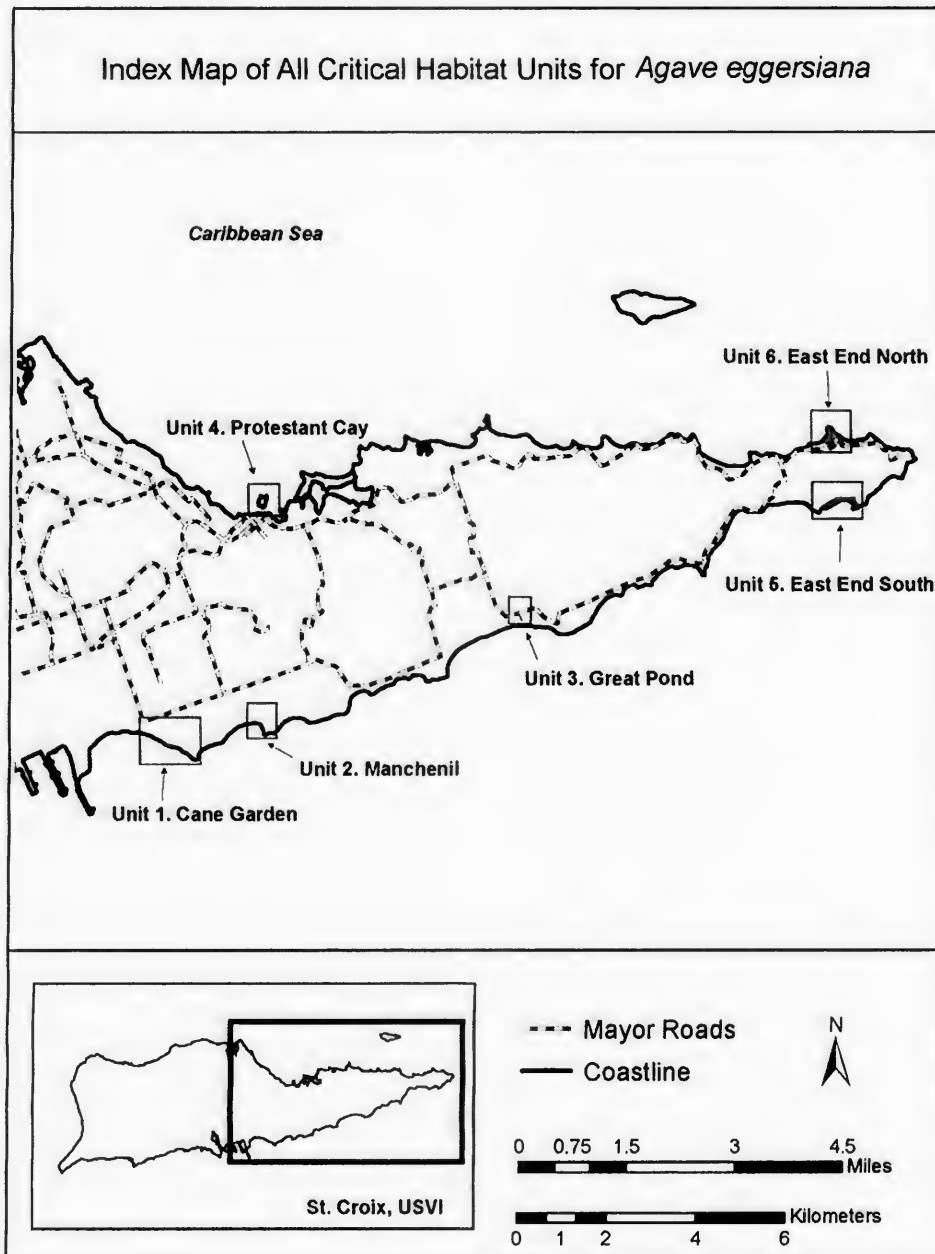 Index Map of All Critical Habitat Units for Agave eggersiana
Caribbean Sea
Unit 6. East End North
Unit 4. Protestant Cay
Unit 5. East End South
Unit 3. Great Pond
Unit 2. Manchenil
Unit 1. Cane Garden
St. Croix, USVI
Mayor Roads
Coastline
N
0 0.75 1.5 3 4.5
Miles
Kilometers
0 1 2 4 6